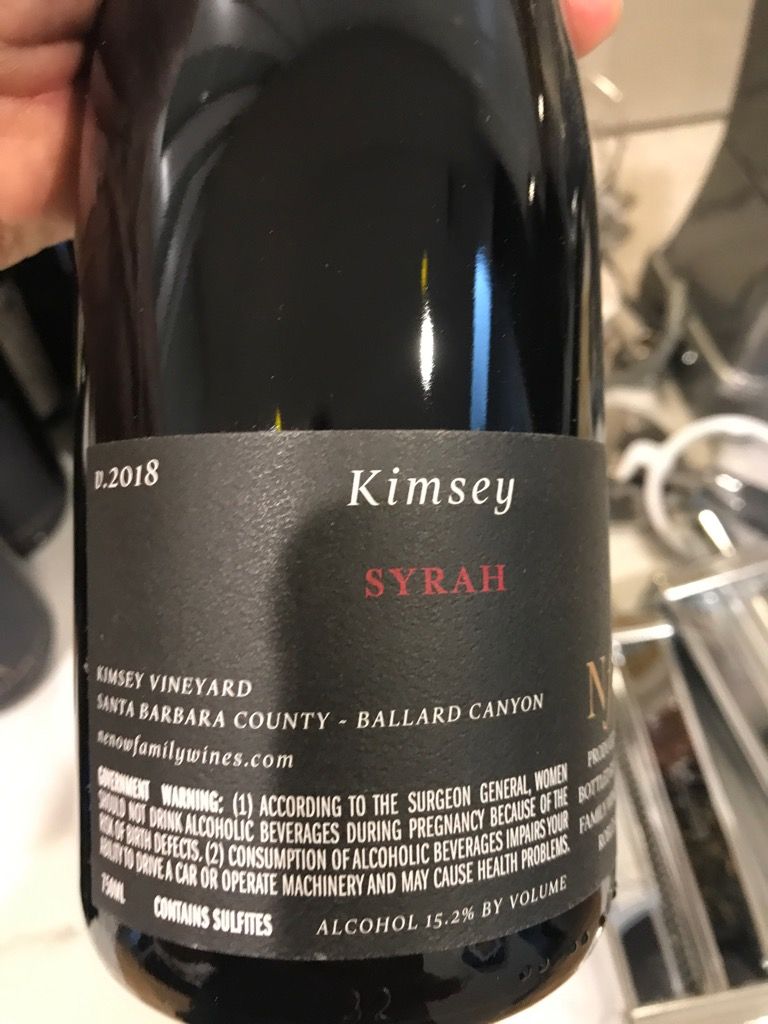 v.2018
Kimsey
SYRAH
KIMSEY VINEYARD
SANTA BARBARA COUNTY - BALLARD CANYON
nenowfamilywines.com
GOVERNMENT WARNING: (1) ACCORDING TO THE SURGEON GENERAL, WOMEN
SHOULD NOT DRINK ALCOHOLIC BEVERAGES DURING PREGNANCY BECAUSE OF THE
RISK OF BIRTH DEFECTS. (2) CONSUMPTION OF ALCOHOLIC BEVERAGES IMPAIRS YOUR
ABILITY TO DRIVE A CAR OR OPERATE MACHINERY AND MAY CAUSE HEALTH PROBLEMS.
750ML
CONTAINS SULFITES
ALCOHOL 15.2% BY VOLUME
FAMILY
32